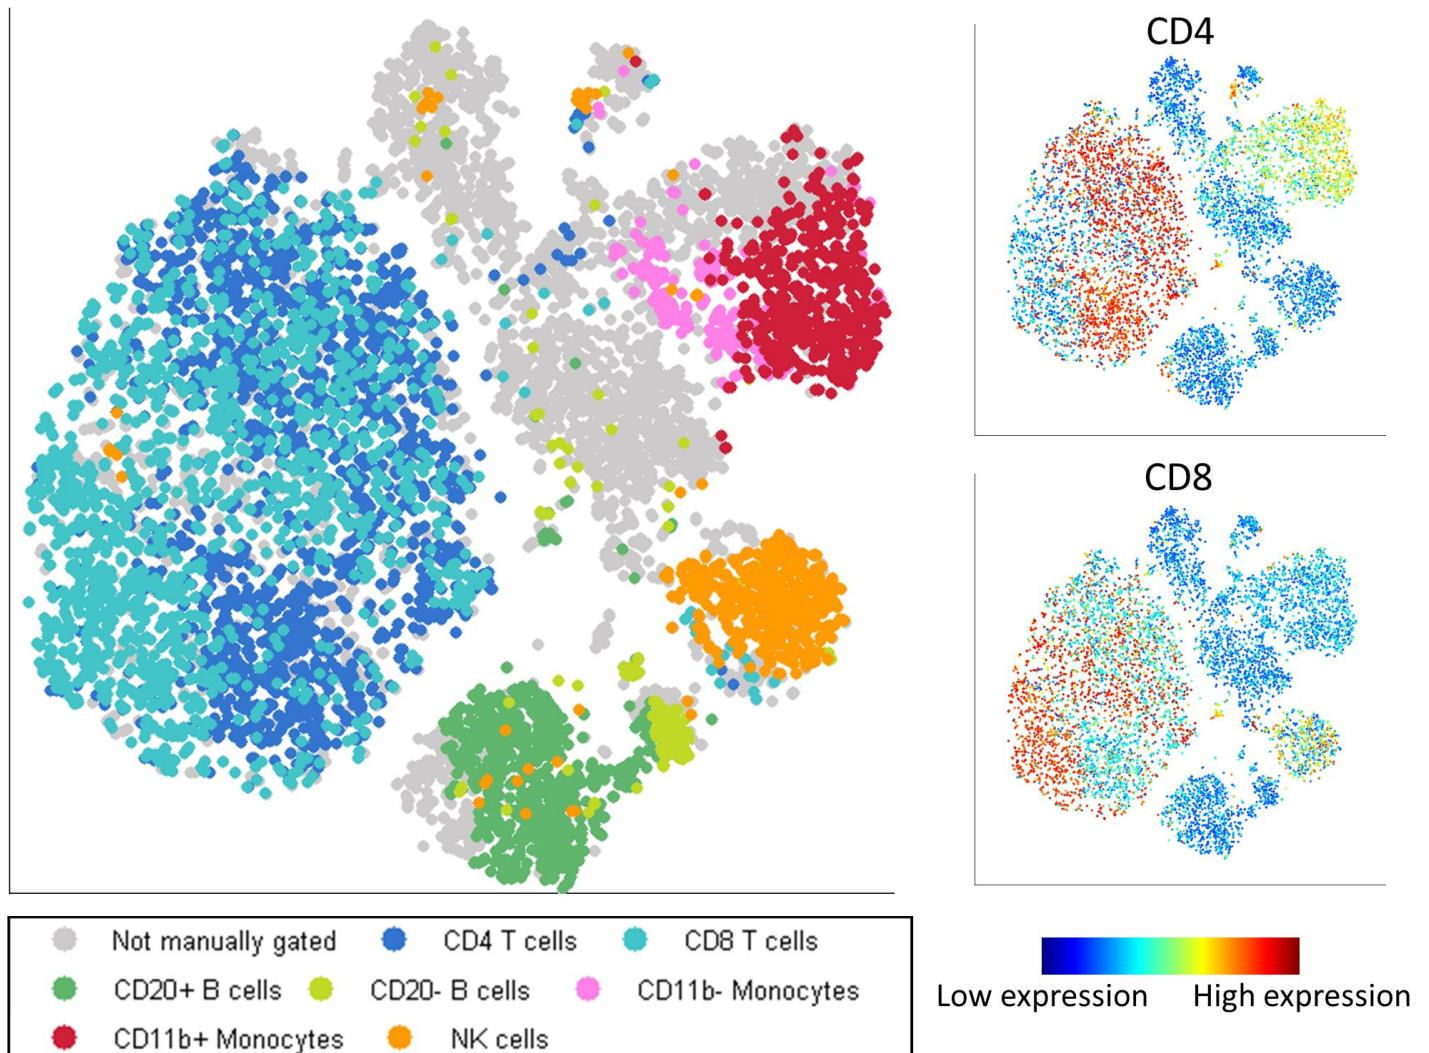 CD4
CD8
Not manually gated
CD4 T cells
CD8 T cells
CD20+ B cells
CD20- B cells
CD11b- Monocytes
CD11b+ Monocytes
NK cells
Low expression
High expression